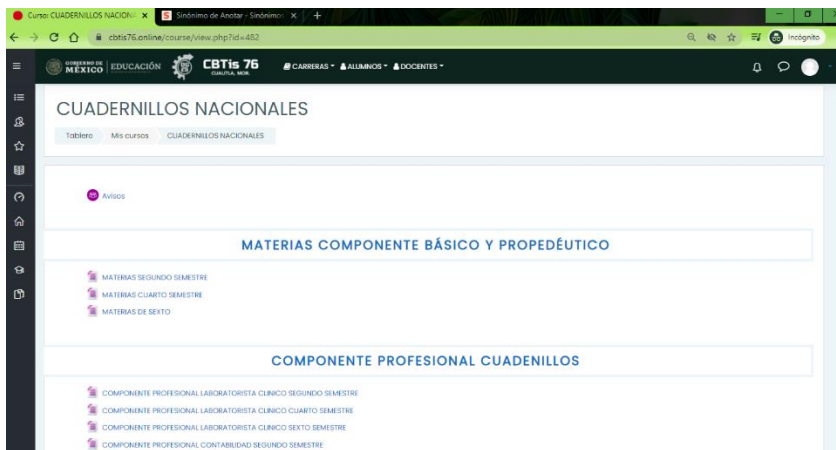 Curso: CUADERNILLOS NACION
Sinónimo de Anotar - Sinónimos
cbtis76.online/course/view.php?id=482
Incógnito
GOBIERNO DE MÉXICO EDUCACIÓN CBTis 76 CUAUTLA, MOR. CARRERAS ALUMNOS DOCENTES
CUADERNILLOS NACIONALES
Tablero Mis cursos CUADERNILLOS NACIONALES
Avisos
MATERIAS COMPONENTE BÁSICO Y PROPEDÉUTICO
MATERIAS SEGUNDO SEMESTRE
MATERIAS CUARTO SEMESTRE
MATERIAS DE SEXTO
COMPONENTE PROFESIONAL CUADENILLOS
COMPONENTE PROFESIONAL LABORATORISTA CLINICO SEGUNDO SEMESTRE
COMPONENTE PROFESIONAL LABORATORISTA CLINICO CUARTO SEMESTRE
COMPONENTE PROFESIONAL LABORATORISTA CLINICO SEXTO SEMESTRE
COMPONENTE PROFESIONAL CONTABILIDAD SEGUNDO SEMESTRE